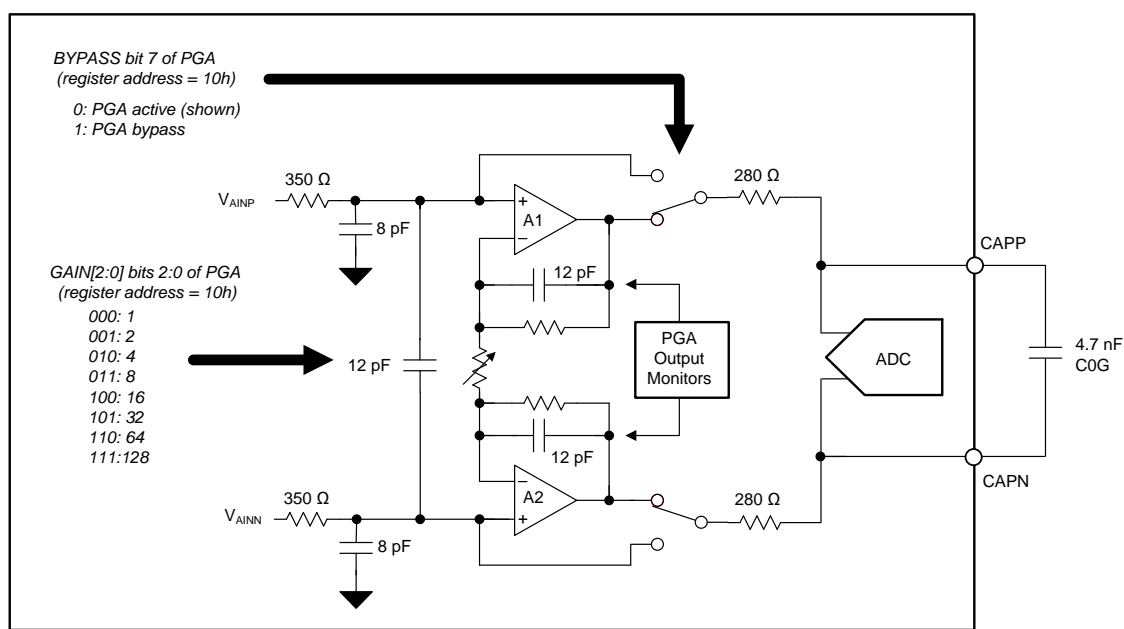 BYPASS bit 7 of PGA
(register address = 10h)
0: PGA active (shown)
1: PGA bypass
350 Ω
VAINP
8 pF
+
A1
−
12 pF
280 Ω
CAPP
GAIN[2:0] bits 2:0 of PGA
(register address = 10h)
000: 1
001: 2
010: 4
011: 8
100: 16
101: 32
110: 64
111:128
12 pF
PGA
Output
Monitors
ADC
4.7 nF
C0G
12 pF
−
A2
+
350 Ω
VAINN
8 pF
280 Ω
CAPN